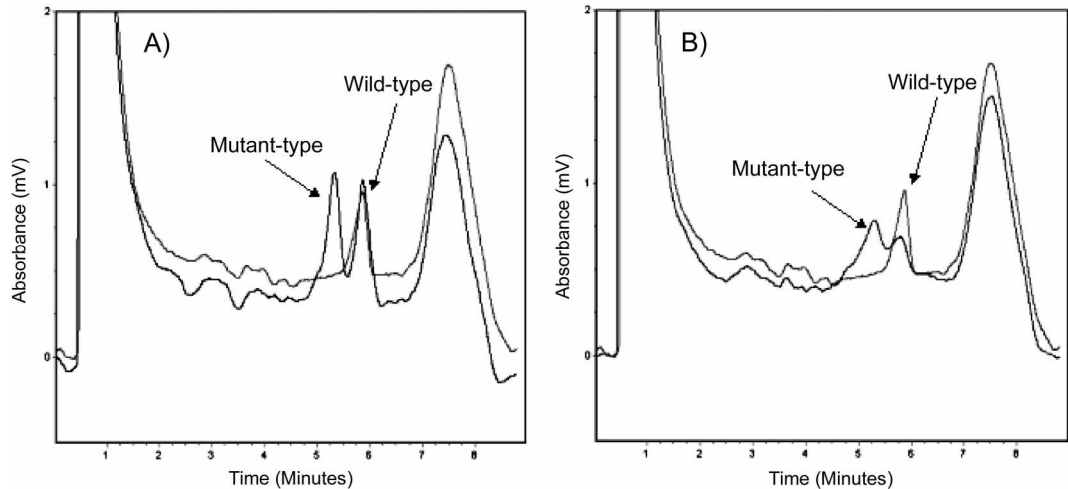 A)
Wild-type
Mutant-type
Absorbance (mV)
2
1
0
1 2 3 4 5 6 7 8
Time (Minutes)
B)
Wild-type
Mutant-type
Absorbance (mV)
2
1
0
1 2 3 4 5 6 7 8
Time (Minutes)